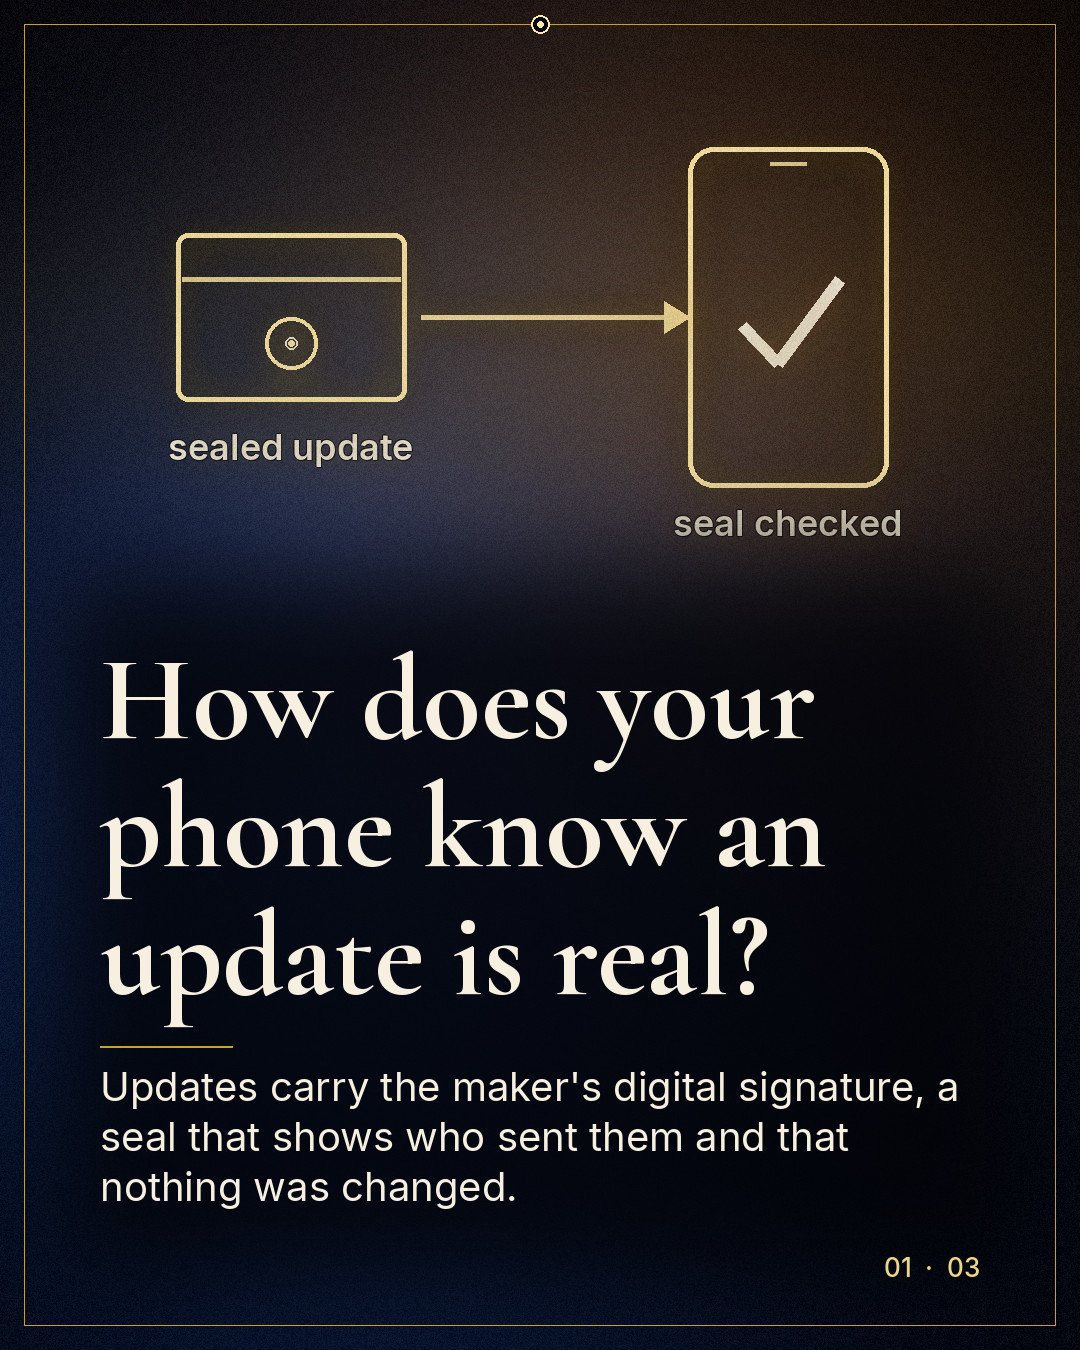 sealed update
seal checked
How does your
phone know an
update is real?
Updates carry the maker's digital signature, a
seal that shows who sent them and that
nothing was changed.
01 · 03